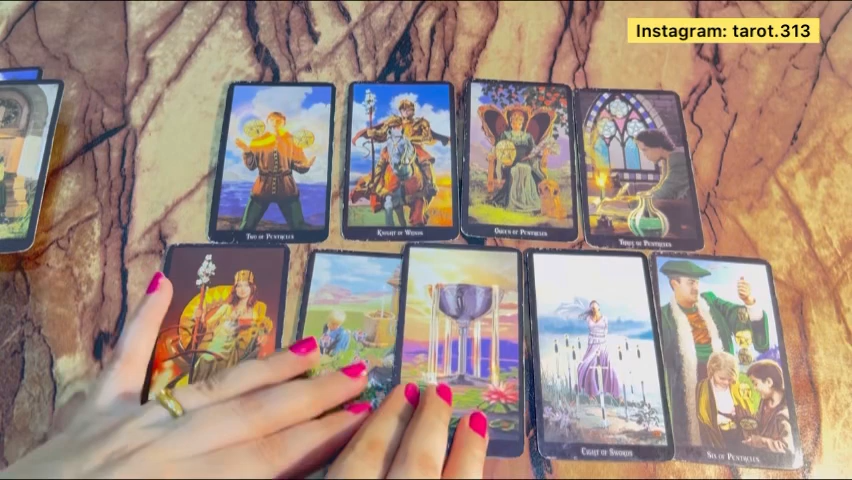 Instagram: tarot.313
Two of Pentacles
Knight of Wands
Queen of Pentacles
Three of Pentacles
Eight of Swords
Six of Pentacles